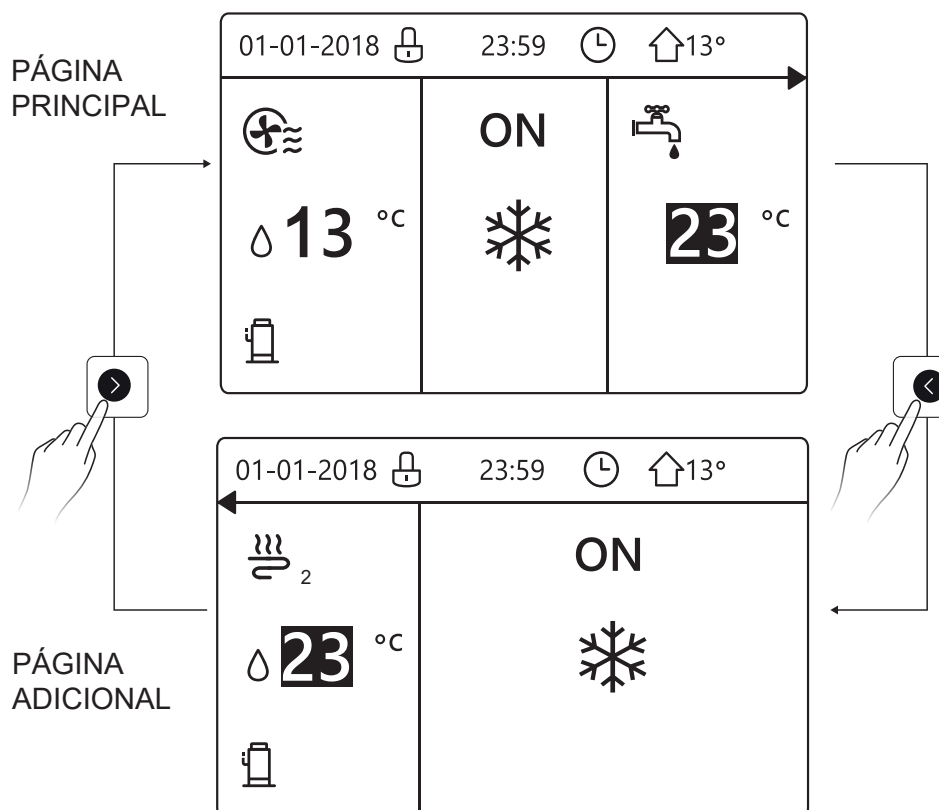 PÁGINA
PRINCIPAL
01-01-2018 23:59 13°
ON
13 °C
23 °C
01-01-2018 23:59 13°
2
ON
23 °C
PÁGINA
ADICIONAL